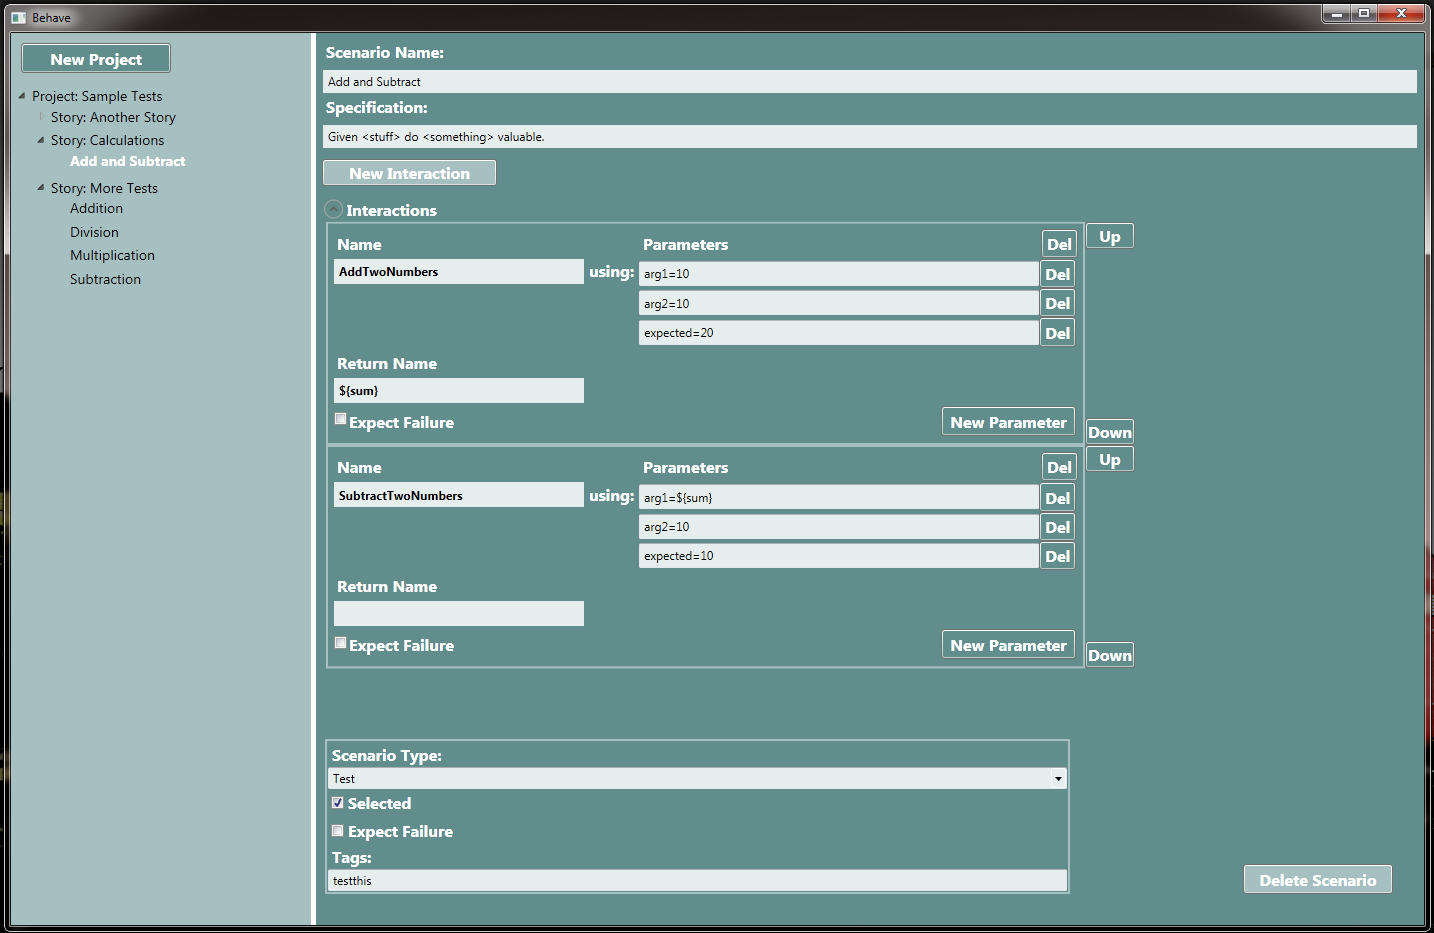 Behave
New Project
Project: Sample Tests
Story: Another Story
Story: Calculations
Add and Subtract
Story: More Tests
Addition
Division
Multiplication
Subtraction
Scenario Name:
Add and Subtract
Specification:
Given <stuff> do <something> valuable.
New Interaction
Interactions
Name Parameters Del Up
AddTwoNumbers using: arg1=10 Del
arg2=10 Del
expected=20 Del
Return Name
${sum}
Expect Failure New Parameter Down
Name Parameters Del Up
SubtractTwoNumbers using: arg1=${sum} Del
arg2=10 Del
expected=10 Del
Return Name
Expect Failure New Parameter Down
Scenario Type:
Test
Selected
Expect Failure
Tags:
testthis
Delete Scenario